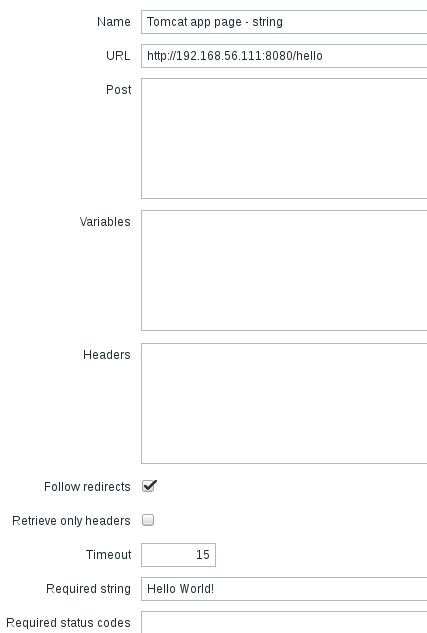 Name Tomcat app page - string
URL http://192.168.56.111:8080/hello
Post
Variables
Headers
Follow redirects
Retrieve only headers
Timeout 15
Required string Hello World!
Required status codes